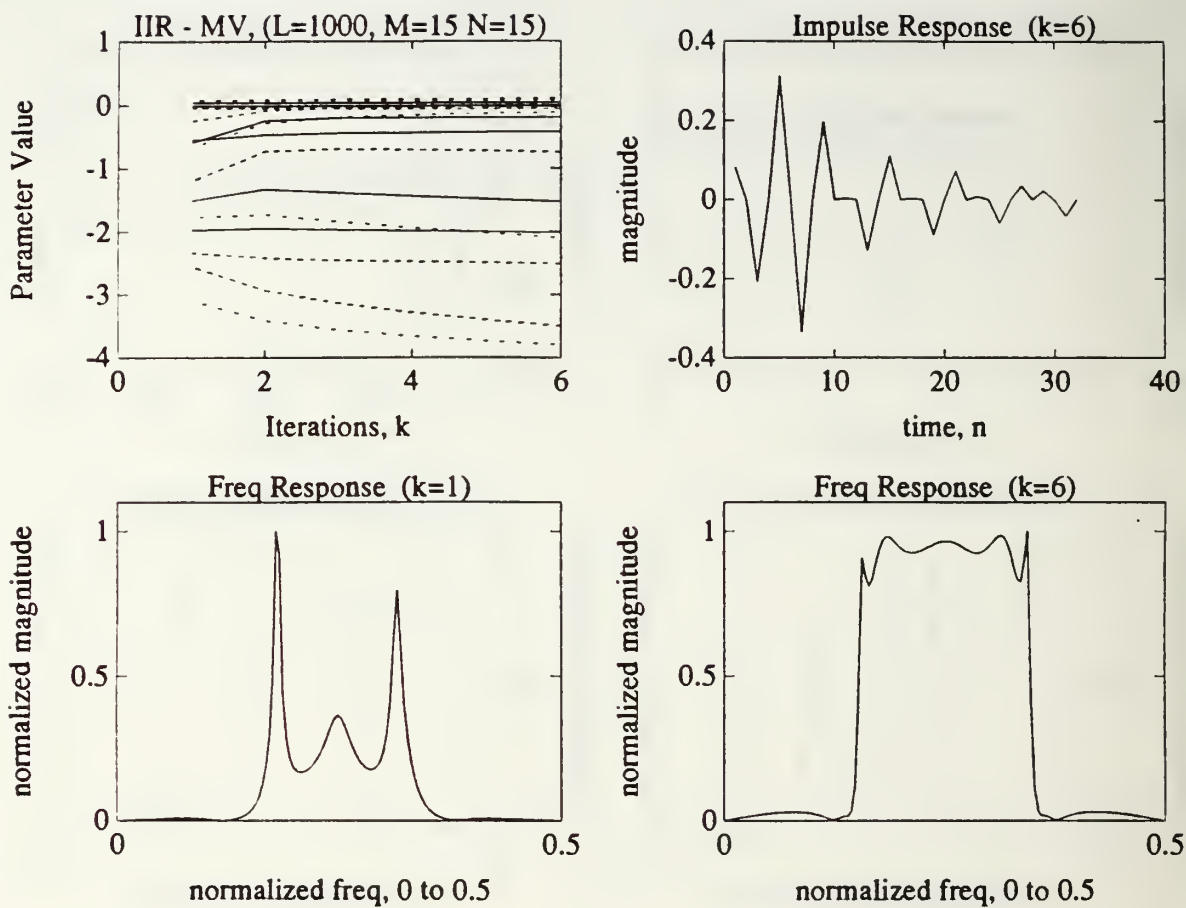 IIR - MV, (L=1000, M=15 N=15)
1
0
-1
-2
-3
-4
0
2
4
6
Parameter Value
Iterations, k
Impulse Response (k=6)
0.4
0.2
0
-0.2
-0.4
0
10
20
30
40
magnitude
time, n
Freq Response (k=1)
1
0.5
0
0
0.5
normalized magnitude
normalized freq, 0 to 0.5
Freq Response (k=6)
1
0.5
0
0
0.5
normalized magnitude
normalized freq, 0 to 0.5